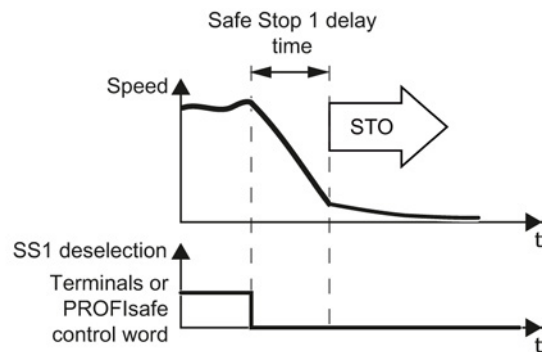 Safe Stop 1 delay
time
Speed
STO
t
SS1 deselection
Terminals or
PROFIsafe
control word
t